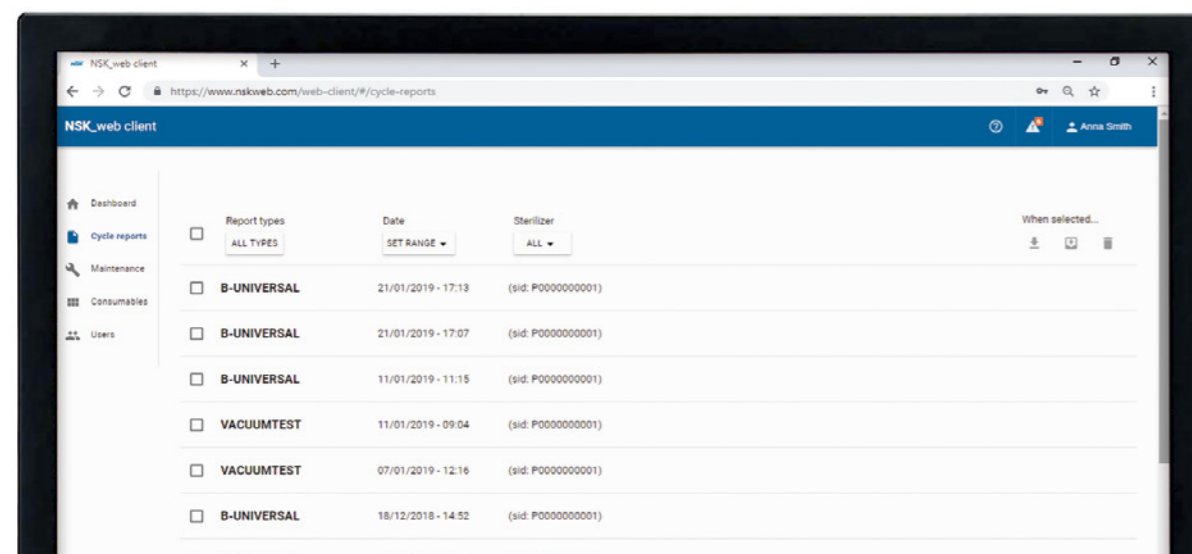 NSK NSK_web client
https://www.nskweb.com/web-client/#/cycle-reports
NSK_web client
Anna Smith
Dashboard
Cycle reports
Maintenance
Consumables
Users
Report types Date Sterilizer When selected...
ALL TYPES SET RANGE ALL
B-UNIVERSAL 21/01/2019 - 17:13 (sid: P0000000001)
B-UNIVERSAL 21/01/2019 - 17:07 (sid: P0000000001)
B-UNIVERSAL 11/01/2019 - 11:15 (sid: P0000000001)
VACUUMTEST 11/01/2019 - 09:04 (sid: P0000000001)
VACUUMTEST 07/01/2019 - 12:16 (sid: P0000000001)
B-UNIVERSAL 18/12/2018 - 14:52 (sid: P0000000001)